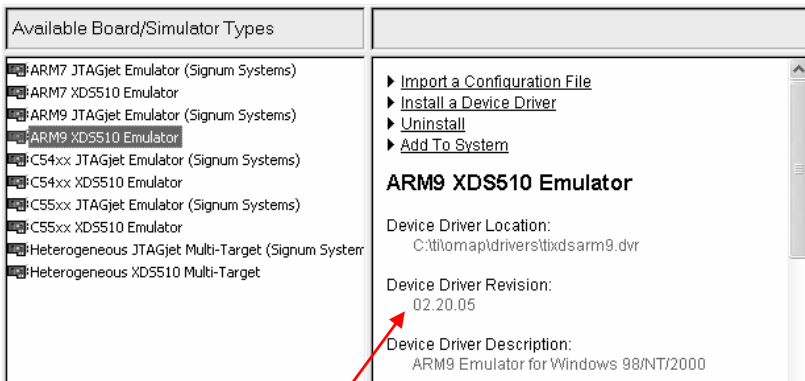 Available Board/Simulator Types
ARM7 JTAGjet Emulator (Signum Systems)
ARM7 XDS510 Emulator
ARM9 JTAGjet Emulator (Signum Systems)
ARM9 XDS510 Emulator
C54xx JTAGjet Emulator (Signum Systems)
C54xx XDS510 Emulator
C55xx JTAGjet Emulator (Signum Systems)
C55xx XDS510 Emulator
Heterogeneous JTAGjet Multi-Target (Signum System
Heterogeneous XDS510 Multi-Target
Import a Configuration File
Install a Device Driver
Uninstall
Add To System
ARM9 XDS510 Emulator
Device Driver Location:
C:\ti\omap\drivers\tixdsarm9.dvr
Device Driver Revision:
02.20.05
Device Driver Description:
ARM9 Emulator for Windows 98/NT/2000